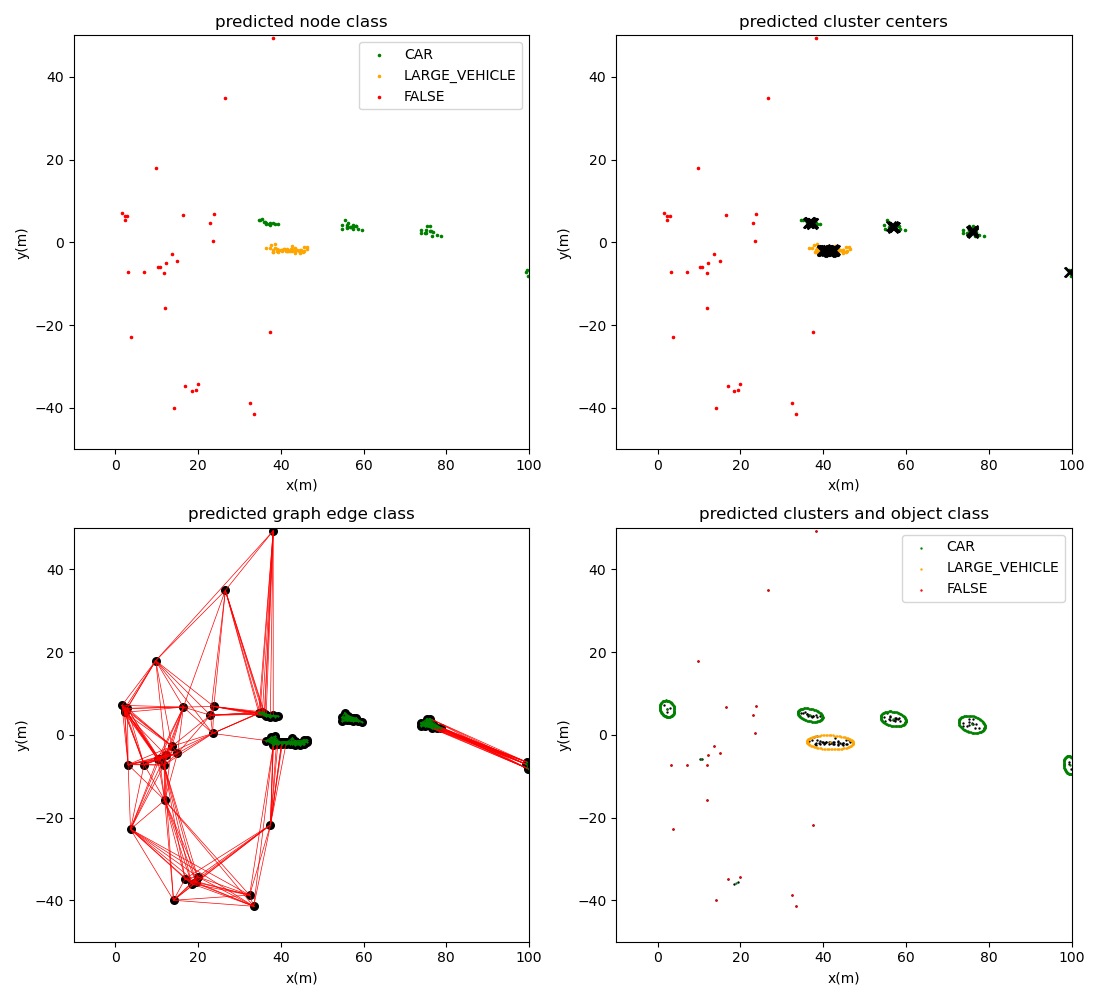 predicted node class
CAR
LARGE_VEHICLE
FALSE
y(m)
40
20
0
−20
−40
0 20 40 60 80 100
x(m)
predicted cluster centers
y(m)
40
20
0
−20
−40
0 20 40 60 80 100
x(m)
predicted graph edge class
y(m)
40
20
0
−20
−40
0 20 40 60 80 100
x(m)
predicted clusters and object class
CAR
LARGE_VEHICLE
FALSE
y(m)
40
20
0
−20
−40
0 20 40 60 80 100
x(m)